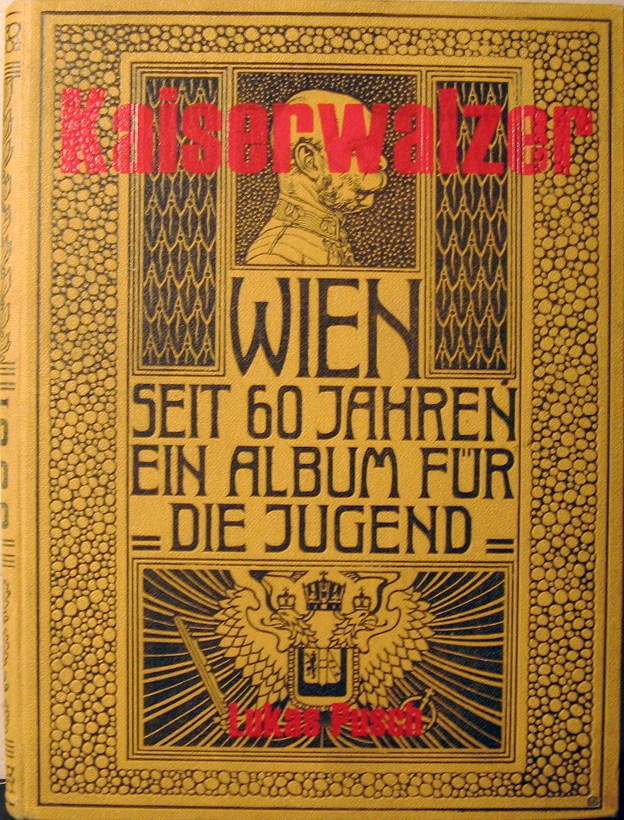 Kaiserwalzer
WIEN
SEIT 60 JAHREN
EIN ALBUM FÜR
DIE JUGEND
Lukas Pusch